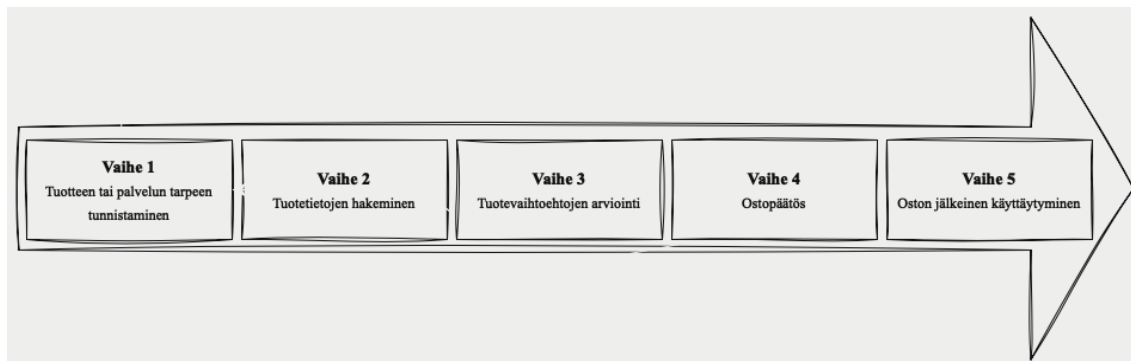 Vaihe 1
Tuotteen tai palvelun tarpeen
tunnistaminen
Vaihe 2
Tuotetietojen hakeminen
Vaihe 3
Tuotevaihtoehtojen arviointi
Vaihe 4
Ostopäätös
Vaihe 5
Oston jälkeinen käyttäytyminen